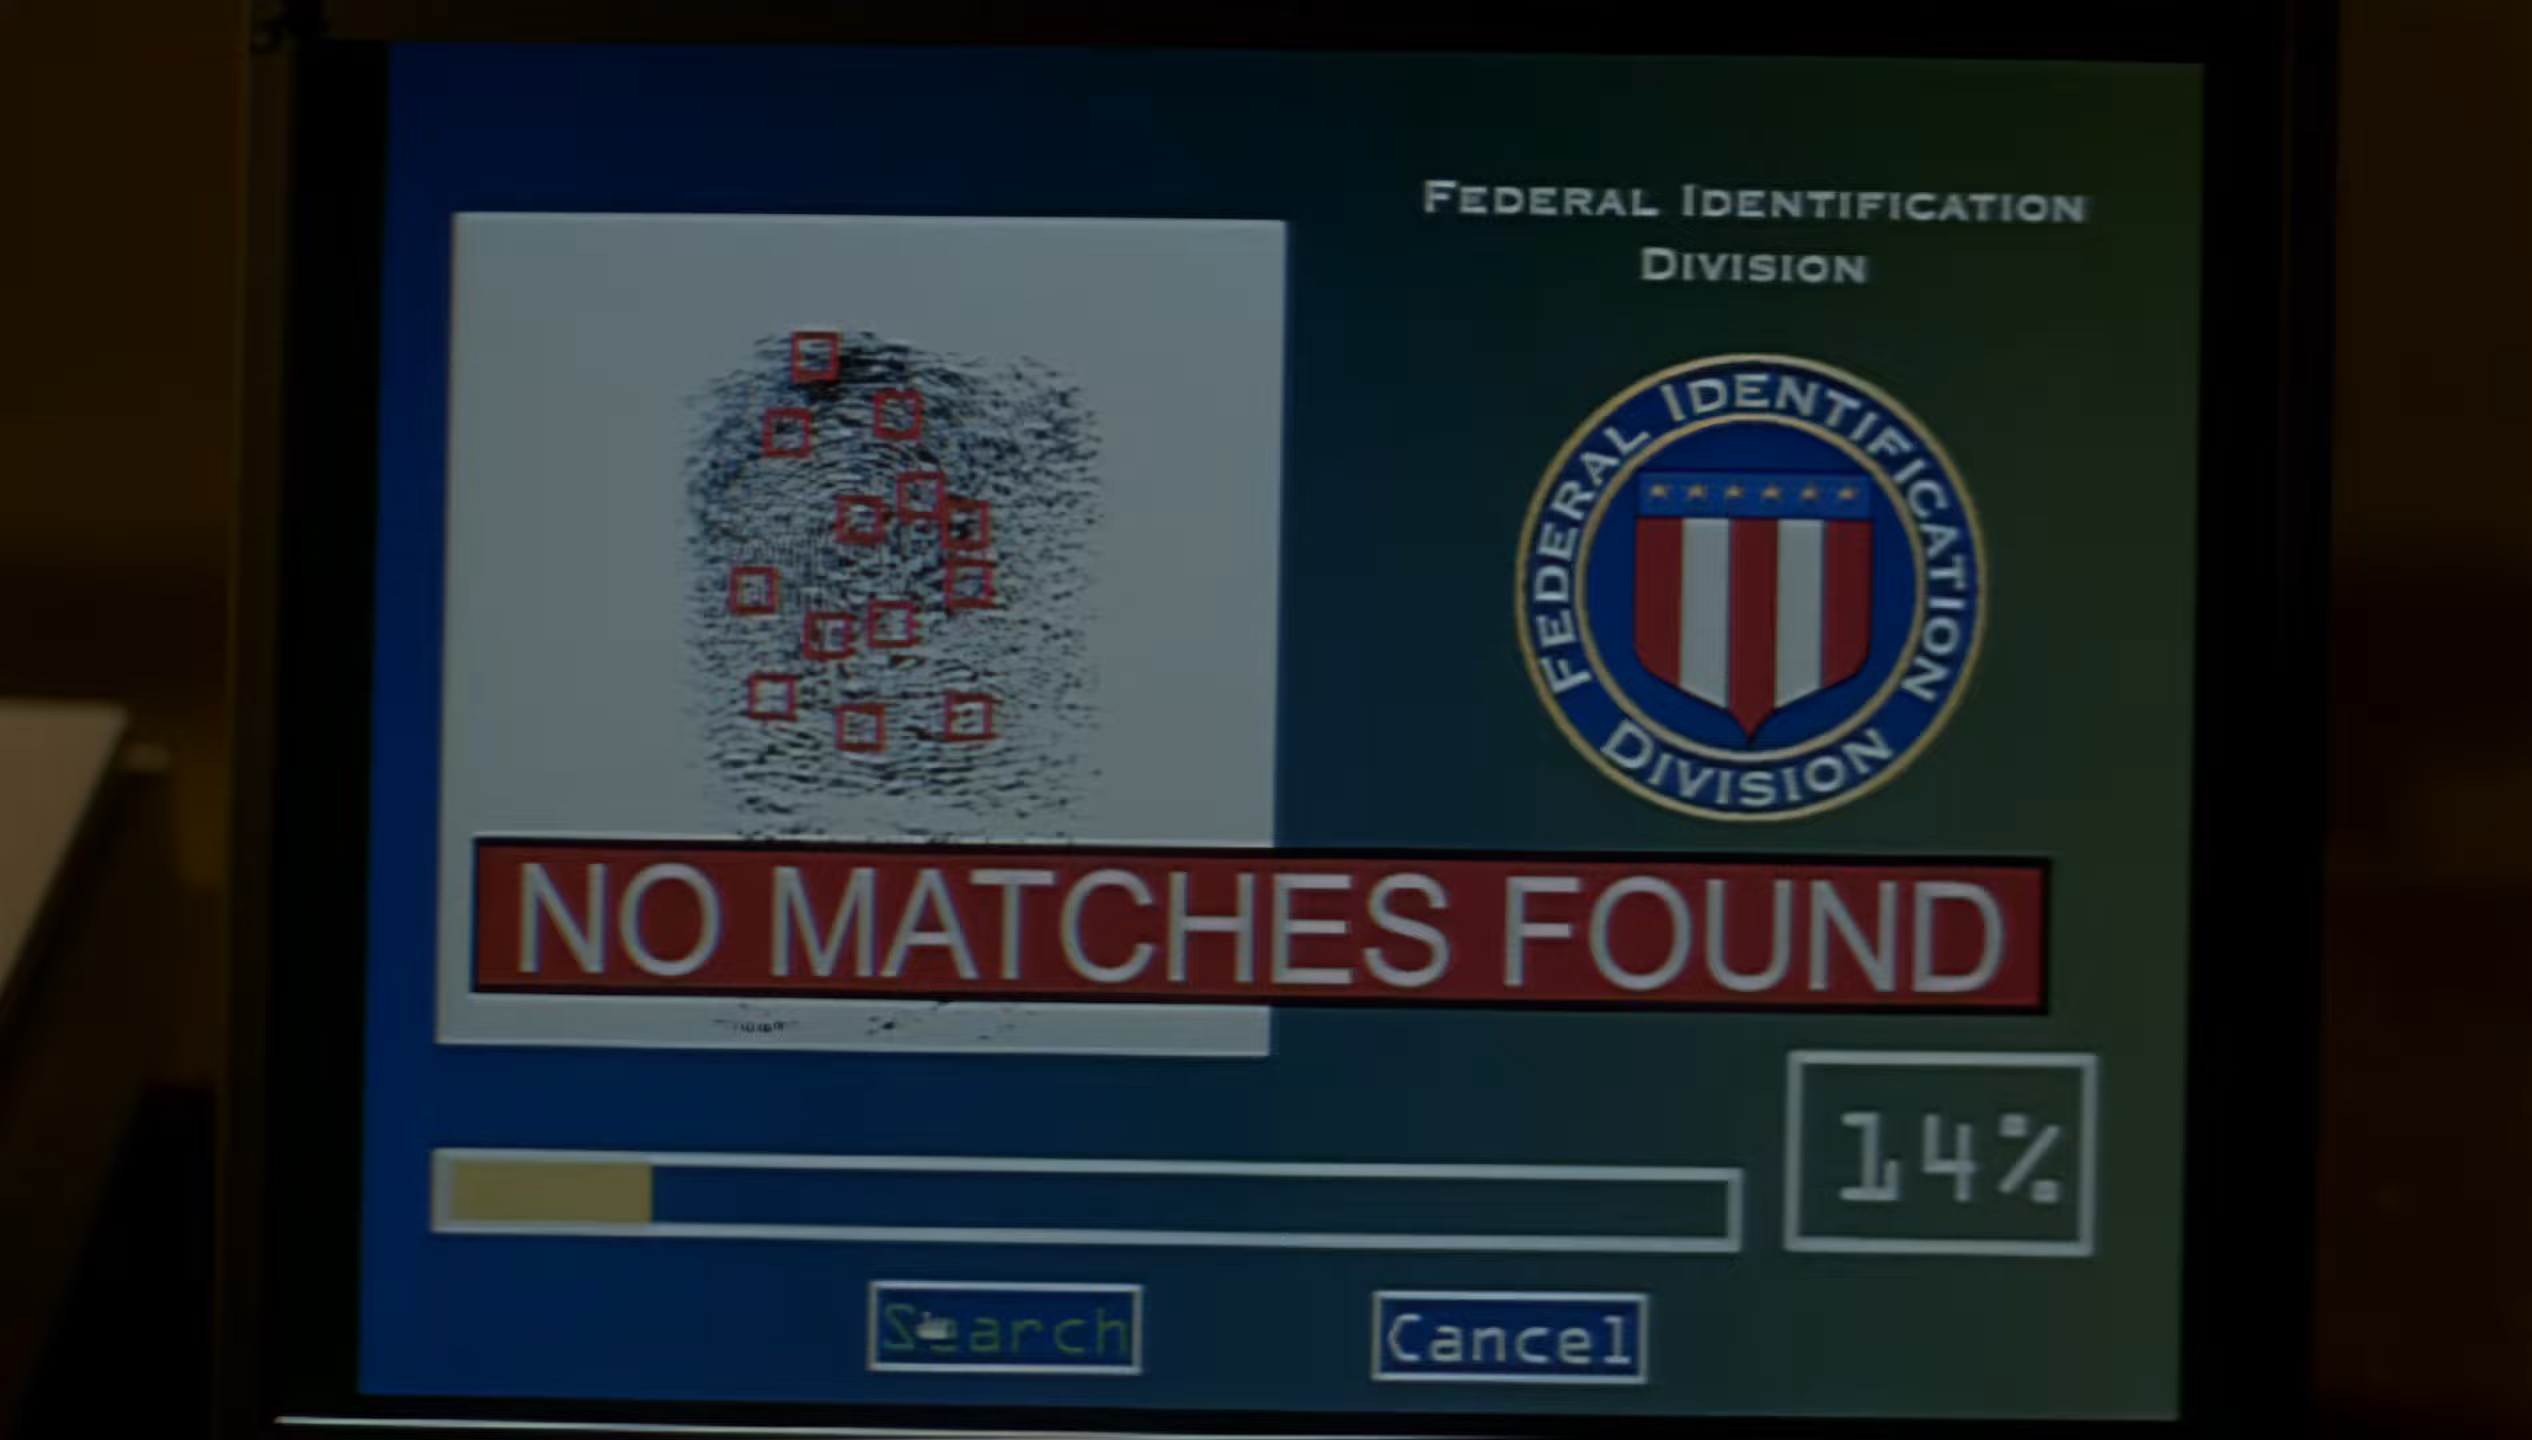 FEDERAL IDENTIFICATION
DIVISION
FEDERAL IDENTIFICATION
DIVISION
NO MATCHES FOUND
14%
Search
Cancel